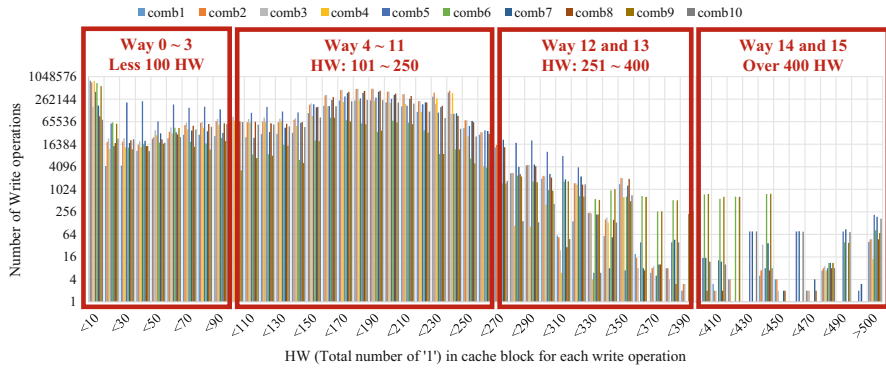 comb1 comb2 comb3 comb4 comb5 comb6 comb7 comb8 comb9 comb10
Way 0 ~ 3
Less 100 HW
Way 4 ~ 11
HW: 101 ~ 250
Way 12 and 13
HW: 251 ~ 400
Way 14 and 15
Over 400 HW
Number of Write operations
1048576
262144
65536
16384
4096
1024
256
64
16
4
1
<10 <30 <50 <70 <90 <110 <130 <150 <170 <190 <210 <230 <250 <270 <290 <310 <330 <350 <370 <390 <410 <430 <450 <470 <490 >500
HW (Total number of '1') in cache block for each write operation